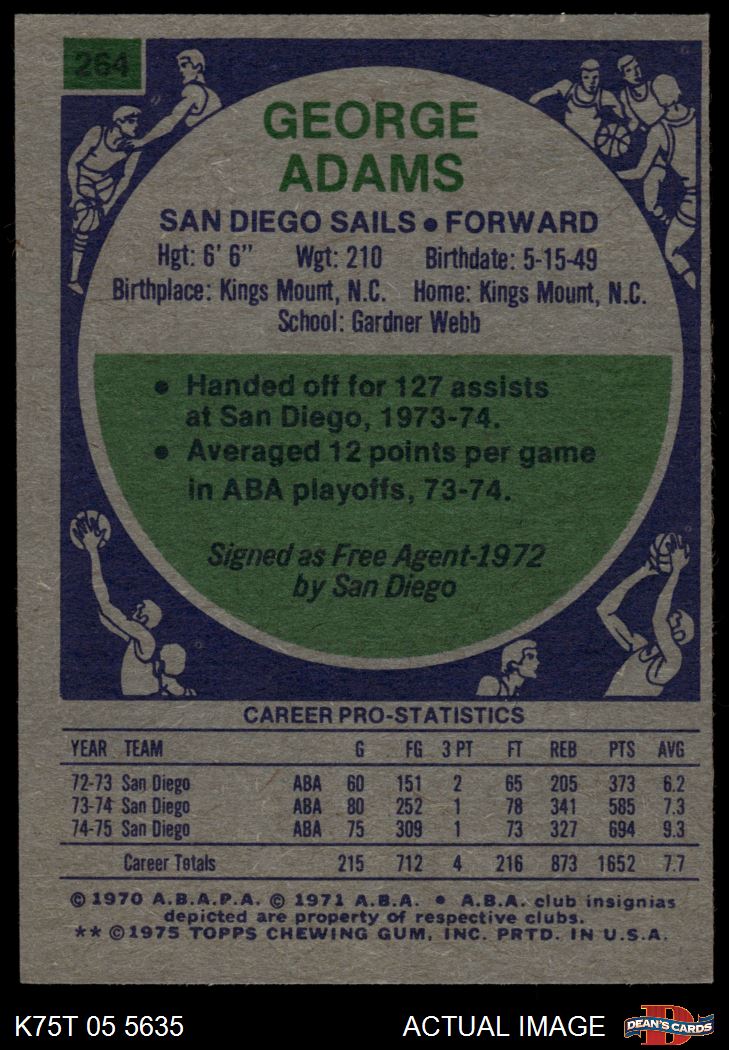 264
GEORGE
ADAMS
SAN DIEGO SAILS • FORWARD
Hgt: 6' 6" Wgt: 210 Birthdate: 5-15-49
Birthplace: Kings Mount, N.C. Home: Kings Mount, N.C.
School: Gardner Webb
• Handed off for 127 assists
at San Diego, 1973-74.
• Averaged 12 points per game
in ABA playoffs, 73-74.
Signed as Free Agent-1972
by San Diego
CAREER PRO-STATISTICS
YEAR TEAM G FG 3 PT FT REB PTS AVG
72-73 San Diego ABA 60 151 2 65 205 373 6.2
73-74 San Diego ABA 80 252 1 78 341 585 7.3
74-75 San Diego ABA 75 309 1 73 327 694 9.3
Career Totals 215 712 4 216 873 1652 7.7
© 1970 A.B.A.P.A. © 1971 A.B.A. • A.B.A. club insignias
depicted are property of respective clubs.
** ©1975 TOPPS CHEWING GUM, INC. PRTD. IN U.S.A.
K75T 05 5635 ACTUAL IMAGE
DEAN'S CARDS